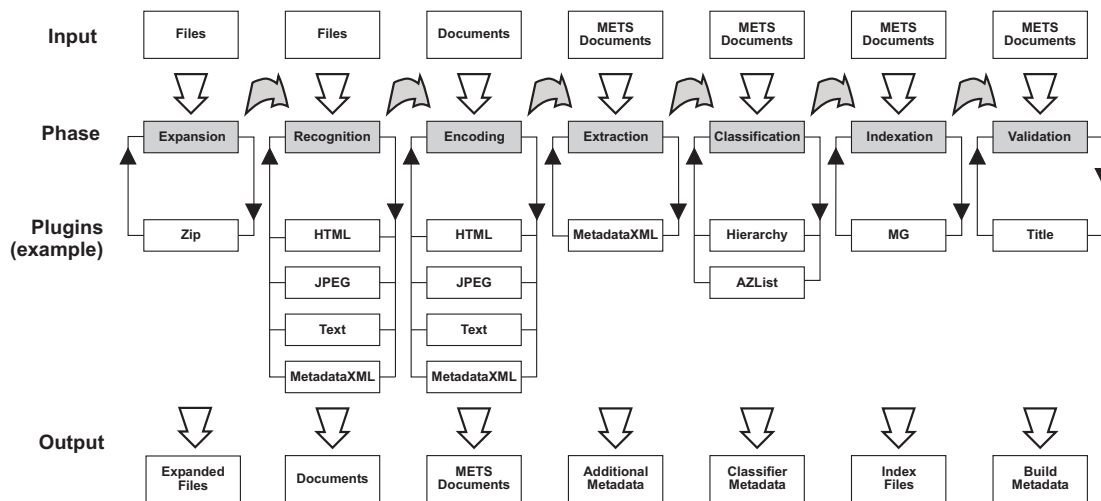 Input
Files
Files
Documents
METS
Documents
METS
Documents
METS
Documents
METS
Documents
Phase
Expansion
Recognition
Encoding
Extraction
Classification
Indexation
Validation
Plugins
(example)
Zip
HTML
HTML
MetadataXML
Hierarchy
MG
Title
JPEG
JPEG
AZList
Text
Text
MetadataXML
MetadataXML
Output
Expanded
Files
Documents
METS
Documents
Additional
Metadata
Classifier
Metadata
Index
Files
Build
Metadata